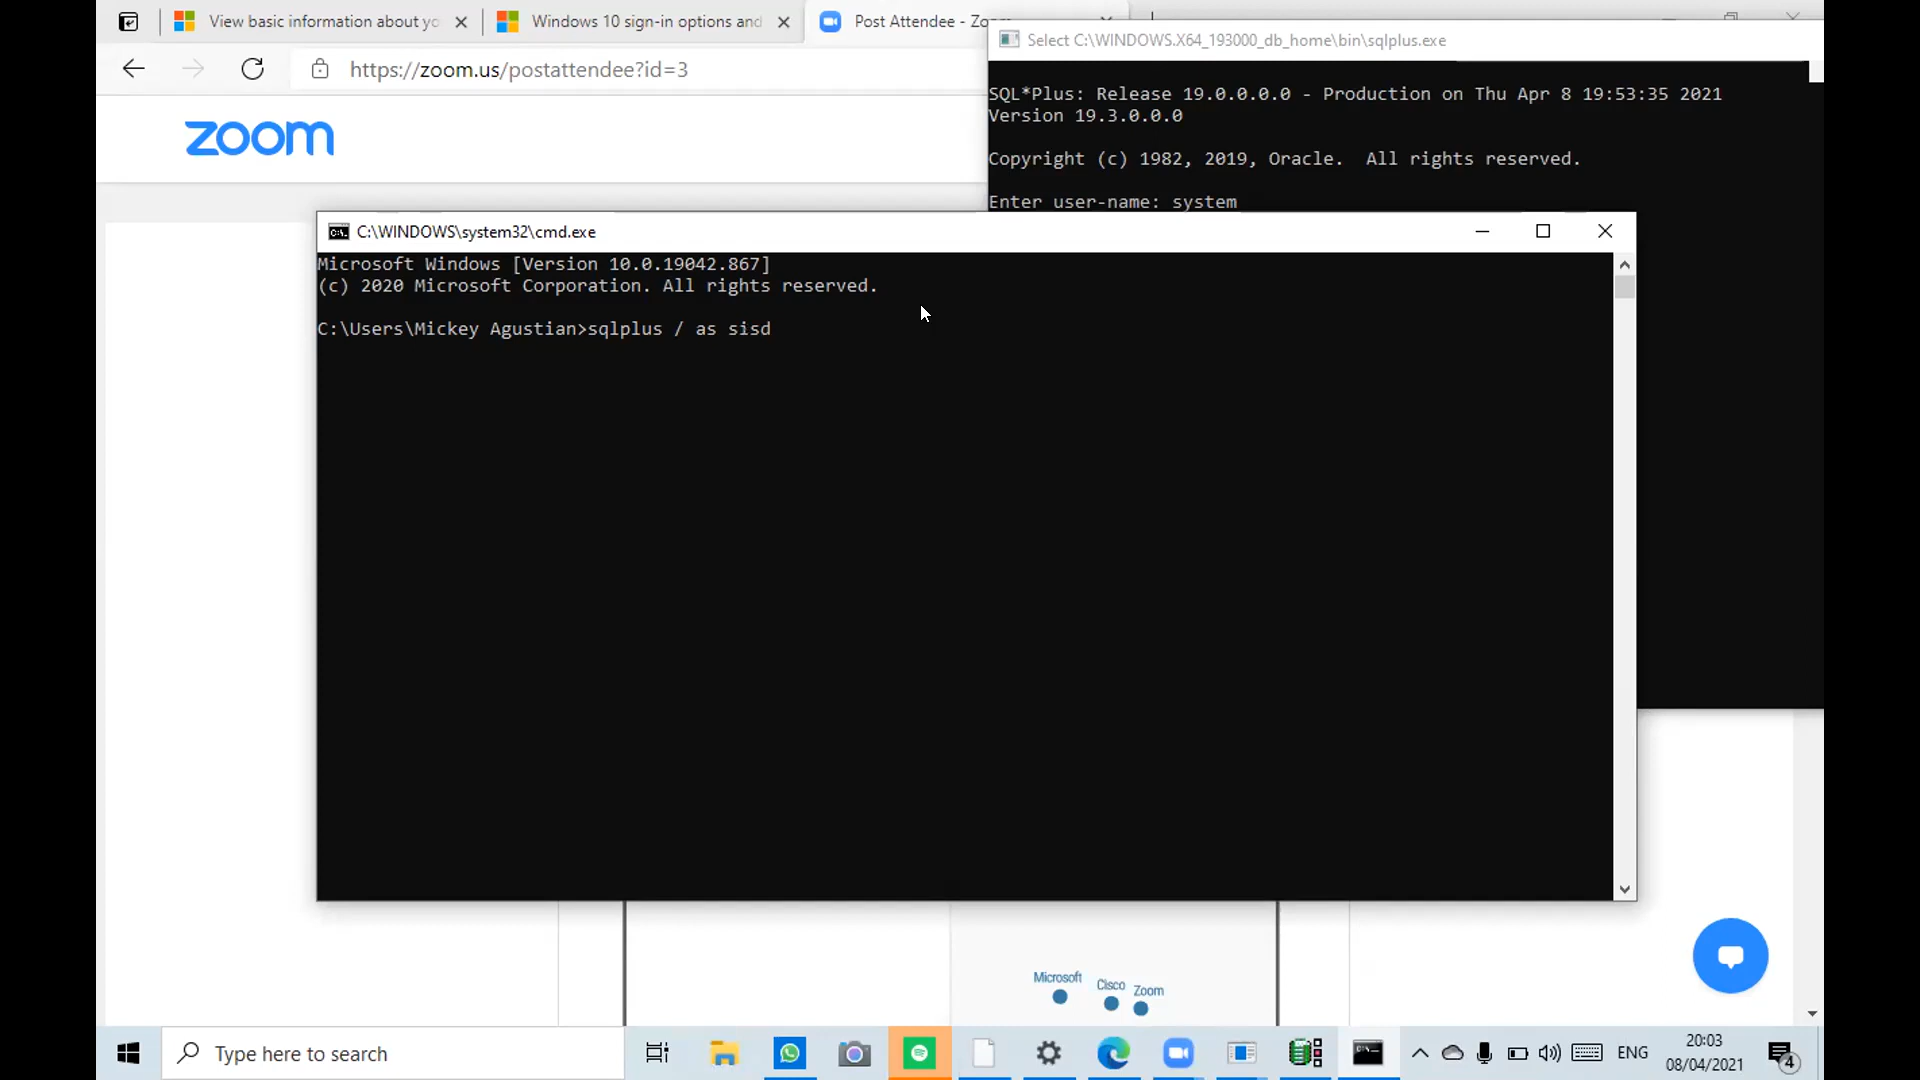 View basic information about yo
Windows 10 sign-in options and
Post Attendee - Zo
https://zoom.us/postattendee?id=3
zoom
Select C:\WINDOWS.X64_193000_db_home\bin\sqlplus.exe
SQL*Plus: Release 19.0.0.0.0 - Production on Thu Apr 8 19:53:35 2021
Version 19.3.0.0.0
Copyright (c) 1982, 2019, Oracle.  All rights reserved.
Enter user-name: system
C:\WINDOWS\system32\cmd.exe
Microsoft Windows [Version 10.0.19042.867]
(c) 2020 Microsoft Corporation. All rights reserved.
C:\Users\Mickey Agustian>sqlplus / as sisd
Microsoft
Cisco
Zoom
Type here to search
ENG
20:03
08/04/2021
4